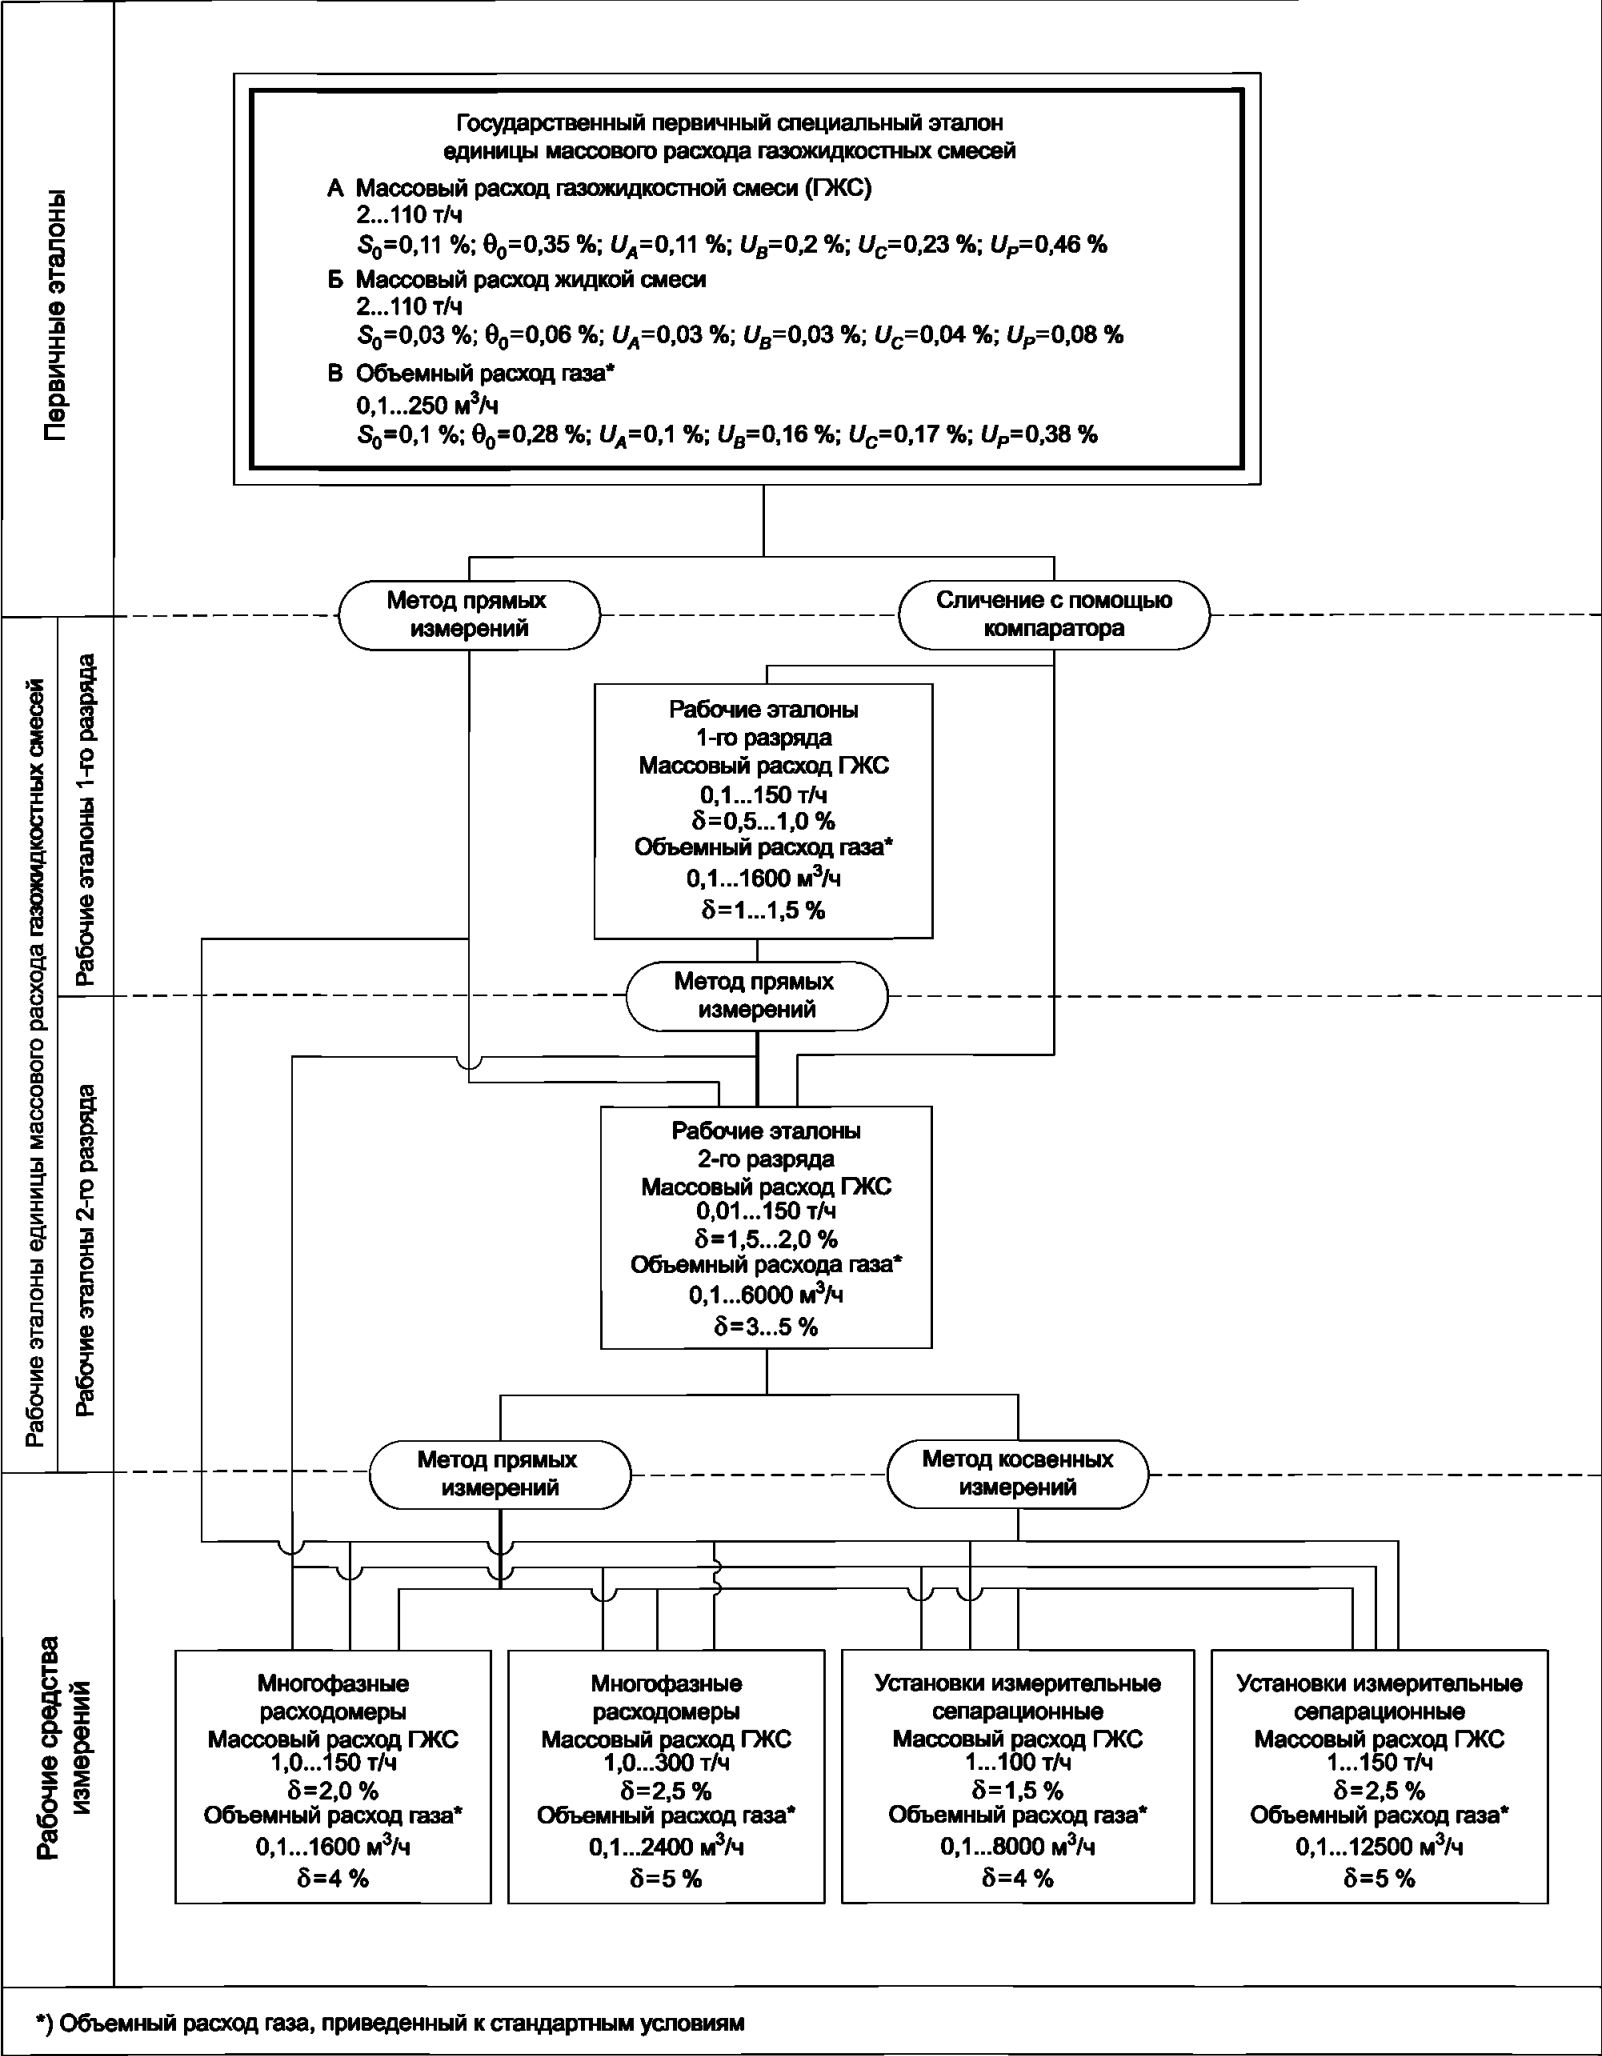 Первичные эталоны
Государственный первичный специальный эталон
единицы массового расхода газожидкостных смесей
А Массовый расход газожидкостной смеси (ГЖС)
2...110 т/ч
S₀=0,11 %; θ₀=0,35 %; U_A=0,11 %; U_B=0,2 %; U_C=0,23 %; U_P=0,46 %
Б Массовый расход жидкой смеси
2...110 т/ч
S₀=0,03 %; θ₀=0,06 %; U_A=0,03 %; U_B=0,03 %; U_C=0,04 %; U_P=0,08 %
В Объемный расход газа*
0,1...250 м³/ч
S₀=0,1 %; θ₀=0,28 %; U_A=0,1 %; U_B=0,16 %; U_C=0,17 %; U_P=0,38 %
Метод прямых
измерений
Сличение с помощью
компаратора
Рабочие эталоны единицы массового расхода газожидкостных смесей
Рабочие эталоны 1-го разряда
Рабочие эталоны
1-го разряда
Массовый расход ГЖС
0,1...150 т/ч
δ=0,5...1,0 %
Объемный расход газа*
0,1...1600 м³/ч
δ=1...1,5 %
Метод прямых
измерений
Рабочие эталоны 2-го разряда
Рабочие эталоны
2-го разряда
Массовый расход ГЖС
0,01...150 т/ч
δ=1,5...2,0 %
Объемный расхода газа*
0,1...6000 м³/ч
δ=3...5 %
Метод прямых
измерений
Метод косвенных
измерений
Рабочие средства
измерений
Многофазные
расходомеры
Массовый расход ГЖС
1,0...150 т/ч
δ=2,0 %
Объемный расход газа*
0,1...1600 м³/ч
δ=4 %
Многофазные
расходомеры
Массовый расход ГЖС
1,0...300 т/ч
δ=2,5 %
Объемный расход газа*
0,1...2400 м³/ч
δ=5 %
Установки измерительные
сепарационные
Массовый расход ГЖС
1...100 т/ч
δ=1,5 %
Объемный расход газа*
0,1...8000 м³/ч
δ=4 %
Установки измерительные
сепарационные
Массовый расход ГЖС
1...150 т/ч
δ=2,5 %
Объемный расход газа*
0,1...12500 м³/ч
δ=5 %
*) Объемный расход газа, приведенный к стандартным условиям